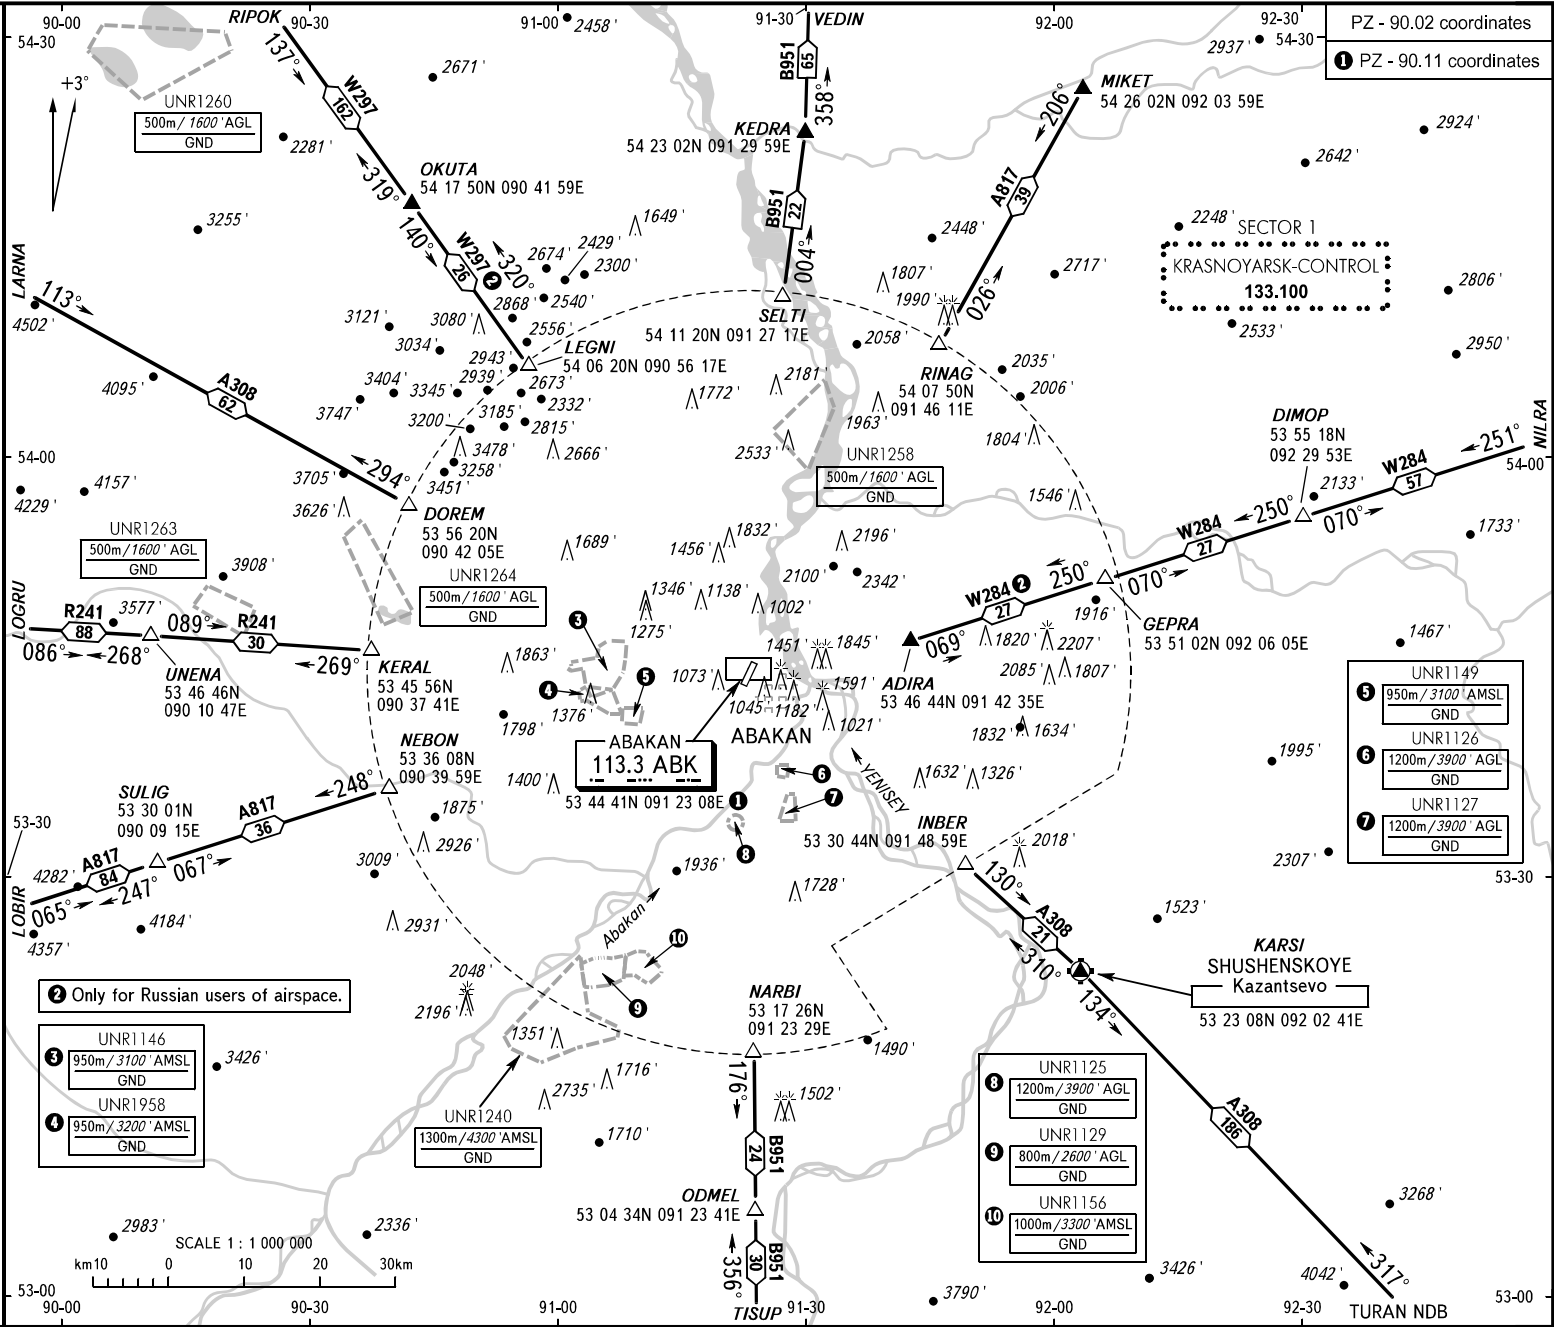 90-00
RIPOK
90-30
91-00
2458'
91-30
VEDIN
92-00
92-30
54-30
54-30
PZ - 90.02 coordinates
1 PZ - 90.11 coordinates
+3°
UNR1260
500m/1600'AGL
GND
137°
W297
162
2671'
2281'
319°
OKUTA
54 17 50N 090 41 59E
140°
W297 2
26
320°
B951
65
358°
KEDRA
54 23 02N 091 29 59E
B951
22
004°
2937'
MIKET
54 26 02N 092 03 59E
206°
A817
39
026°
2924'
2642'
2248'
SECTOR 1
KRASNOYARSK-CONTROL
133.100
2806'
2533'
2950'
3255'
1649'
2674'
2429'
2300'
2868'
2540'
2448'
2717'
1807'
1990'
LARNA
113°
4502'
3121'
3080'
2556'
3034'
2943'
LEGNI
54 06 20N 090 56 17E
SELTI
54 11 20N 091 27 17E
2058'
RINAG
54 07 50N
091 46 11E
2035'
2006'
4095'
A308
62
3404'
3345'
2939'
2673'
3747'
3185'
2332'
3200'
2815'
3478'
2666'
3258'
3451'
1772'
2181'
1963'
2533'
1804'
UNR1258
500m/1600'AGL
GND
DIMOP
53 55 18N
092 29 53E
NILRA
251°
54-00
54-00
W284
57
250°
070°
2133'
1733'
294°
3705'
3626'
DOREM
53 56 20N
090 42 05E
4229'
4157'
UNR1263
500m/1600'AGL
GND
3908'
UNR1264
500m/1600'AGL
GND
1689'
1832'
1456'
1346'
1138'
1275'
1002'
2196'
2100'
2342'
1546'
W284
27
250°
070°
W284 2
27
1916'
GEPRA
53 51 02N 092 06 05E
069°
1820'
2207'
2085'
1807'
ADIRA
53 46 44N 091 42 35E
1467'
LOGRU
R241
88
3577'
089°
R241
30
086°
268°
269°
UNENA
53 46 46N
090 10 47E
KERAL
53 45 56N
090 37 41E
3
1863'
5
4
1376'
1798'
1073'
1451'
1845'
1045'
1182'
1591'
1021'
ABAKAN
ABAKAN
113.3 ABK
53 44 41N 091 23 08E
1832'
1634'
1995'
UNR1149
5 950m/3100'AMSL
GND
UNR1126
6 1200m/3900'AGL
GND
UNR1127
7 1200m/3900'AGL
GND
NEBON
53 36 08N
090 39 59E
1400'
6
7
1
8
YENISEY
1632'
1326'
INBER
53 30 44N 091 48 59E
2018'
2307'
SULIG
53 30 01N
090 09 15E
248°
A817
36
1875'
2926'
3009'
1936'
1728'
53-30
53-30
4282'
A817
84
067°
247°
065°
LOBIR
4357'
4184'
2931'
Abakan
10
9
130°
A308
21
310°
134°
1523'
KARSI
SHUSHENSKOYE
Kazantsevo
53 23 08N 092 02 41E
2 Only for Russian users of airspace.
2048'
2196'
1351'
NARBI
53 17 26N
091 23 29E
1490'
UNR1146
3 950m/3100'AMSL
GND
UNR1958
4 950m/3200'AMSL
GND
3426'
UNR1240
1300m/4300'AMSL
GND
1716'
2735'
1710'
176°
1502'
B951
24
UNR1125
8 1200m/3900'AGL
GND
UNR1129
9 800m/2600'AGL
GND
UNR1156
10 1000m/3300'AMSL
GND
A308
186
3268'
ODMEL
53 04 34N 091 23 41E
2983'
2336'
SCALE 1 : 1 000 000
km10 0 10 20 30km
B951
30
356°
TISUP
3790'
3426'
4042'
317°
TURAN NDB
53-00
53-00
90-00
90-30
91-00
91-30
92-00
92-30